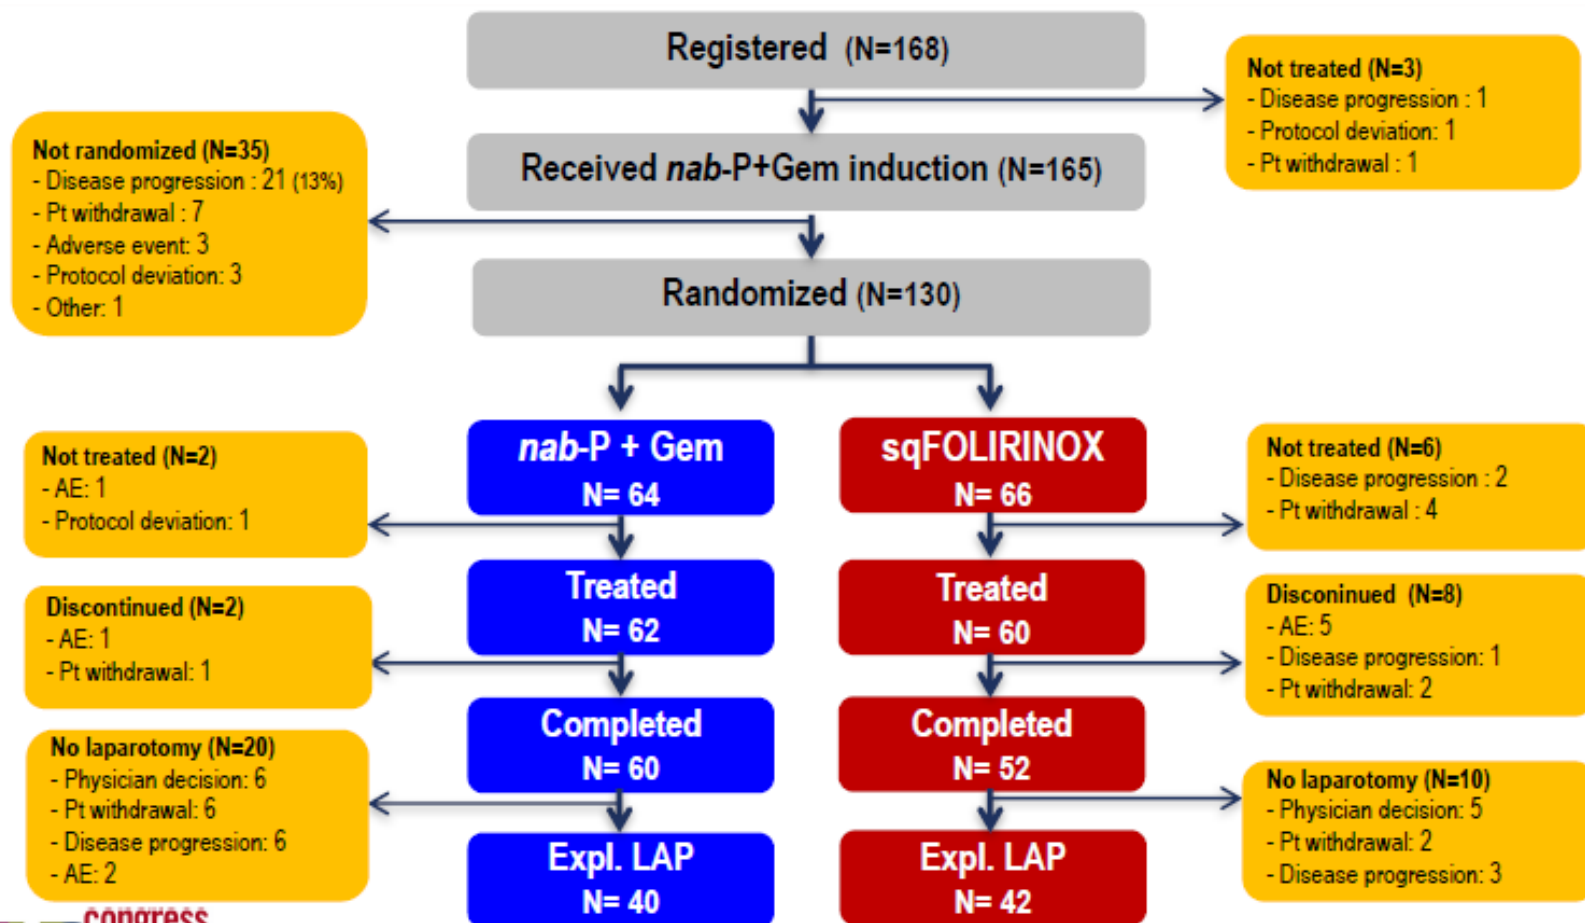 Registered (N=168)
Not treated (N=3)
- Disease progression : 1
- Protocol deviation: 1
- Pt withdrawal : 1
Not randomized (N=35)
- Disease progression : 21 (13%)
- Pt withdrawal : 7
- Adverse event: 3
- Protocol deviation: 3
- Other: 1
Received nab-P+Gem induction (N=165)
Randomized (N=130)
nab-P + Gem
N= 64
sqFOLIRINOX
N= 66
Not treated (N=2)
- AE: 1
- Protocol deviation: 1
Not treated (N=6)
- Disease progression : 2
- Pt withdrawal : 4
Treated
N= 62
Treated
N= 60
Discontinued (N=2)
- AE: 1
- Pt withdrawal: 1
Disconinued (N=8)
- AE: 5
- Disease progression: 1
- Pt withdrawal: 2
Completed
N= 60
Completed
N= 52
No laparotomy (N=20)
- Physician decision: 6
- Pt withdrawal: 6
- Disease progression: 6
- AE: 2
No laparotomy (N=10)
- Physician decision: 5
- Pt withdrawal: 2
- Disease progression: 3
Expl. LAP
N= 40
Expl. LAP
N= 42
congress